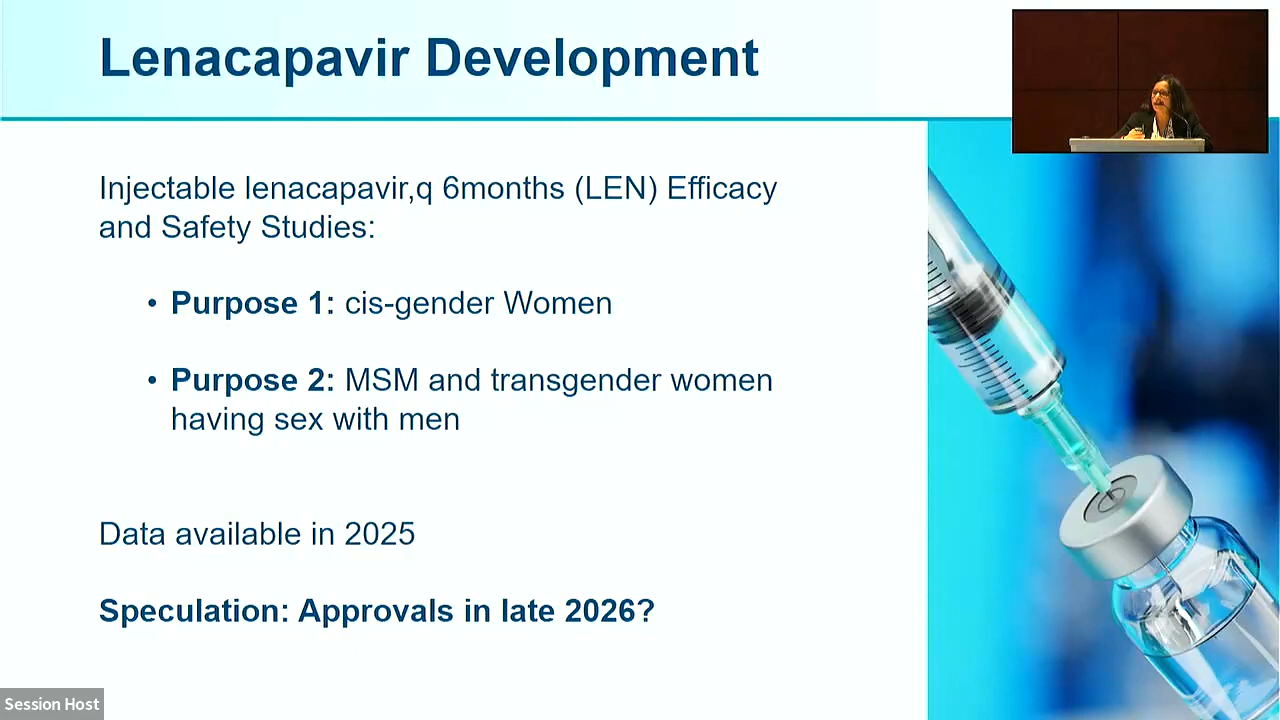 Lenacapavir Development
Injectable lenacapavir,q 6months (LEN) Efficacy
and Safety Studies:
• Purpose 1: cis-gender Women
• Purpose 2: MSM and transgender women
having sex with men
Data available in 2025
Speculation: Approvals in late 2026?
Session Host